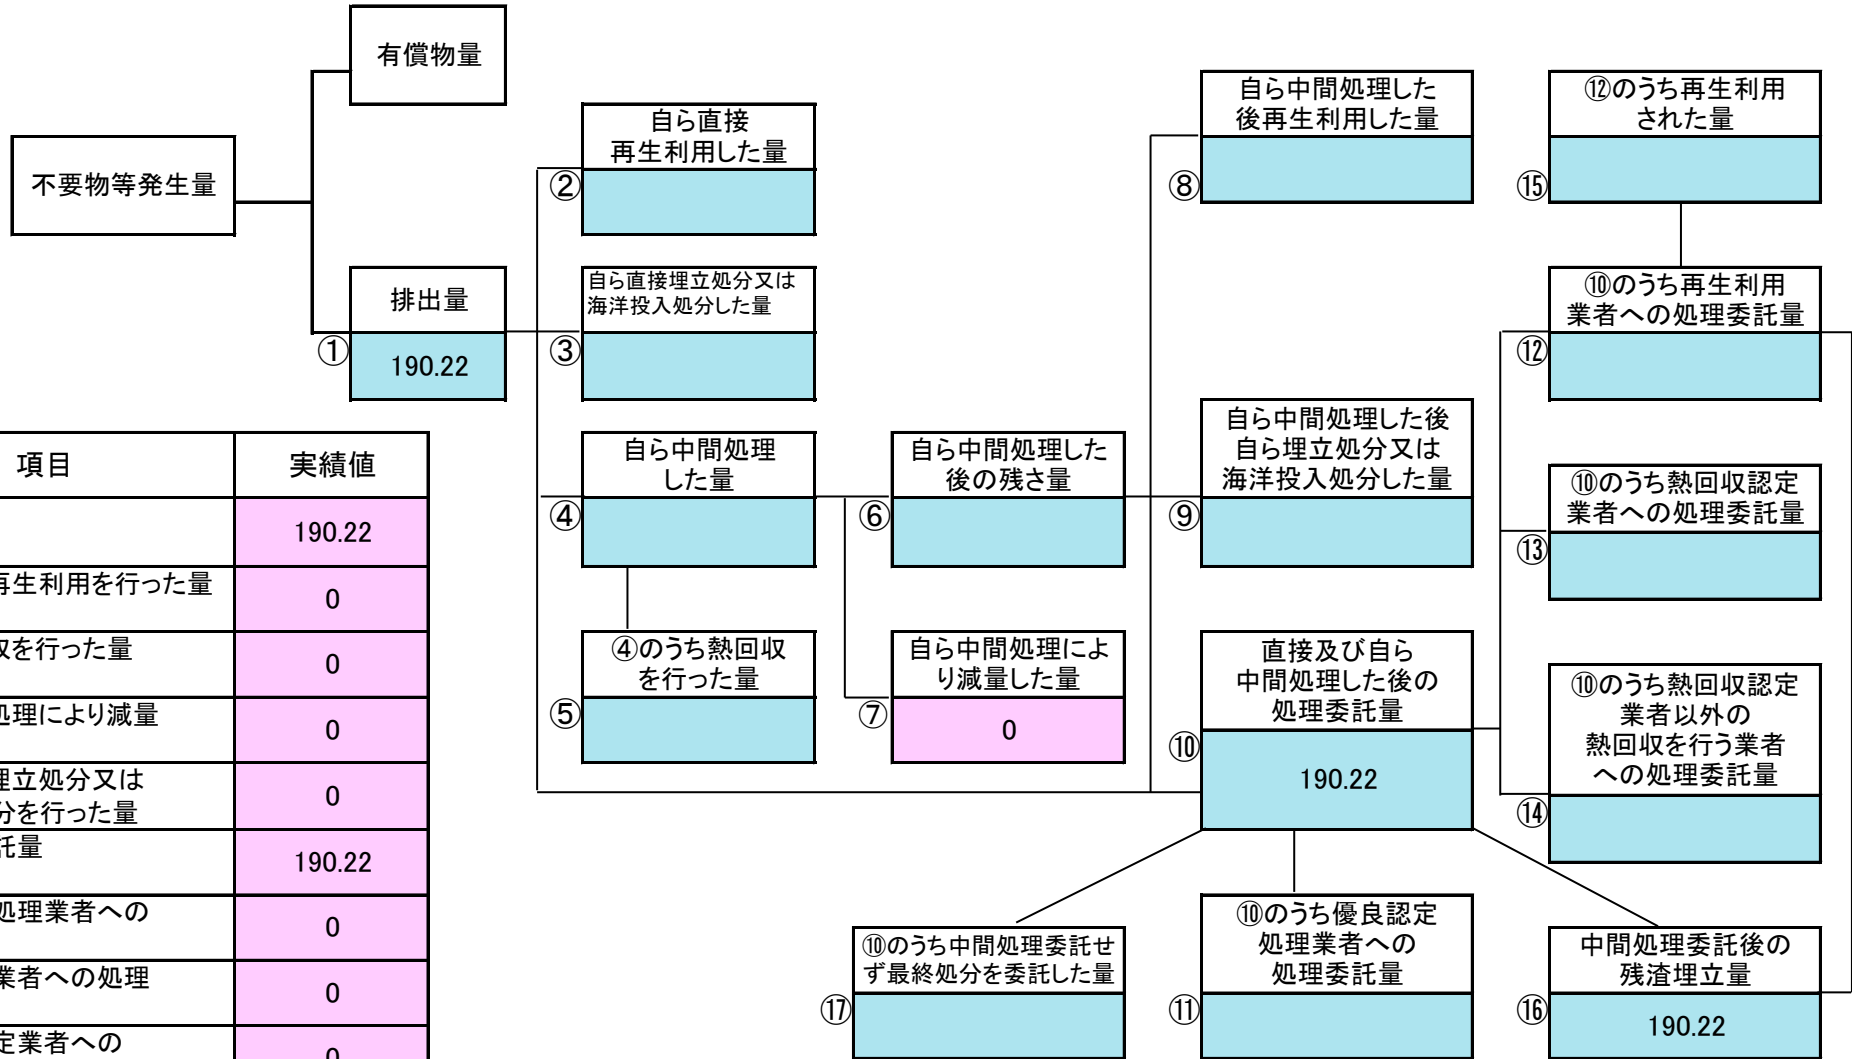 有償物量
不要物等発生量
排出量
①
190.22
自ら直接
再生利用した量
②
自ら直接埋立処分又は
海洋投入処分した量
③
自ら中間処理
した量
④
④のうち熱回収
を行った量
⑤
自ら中間処理した
後の残さ量
⑥
自ら中間処理によ
り減量した量
⑦
0
自ら中間処理した
後再生利用した量
⑧
自ら中間処理した後
自ら埋立処分又は
海洋投入処分した量
⑨
直接及び自ら
中間処理した後の
処理委託量
⑩
190.22
⑩のうち優良認定
処理業者への
処理委託量
⑪
⑫のうち再生利用
された量
⑮
⑩のうち再生利用
業者への処理委託量
⑫
⑩のうち熱回収認定
業者への処理委託量
⑬
⑩のうち熱回収認定
業者以外の
熱回収を行う業者
への処理委託量
⑭
中間処理委託後の
残渣埋立量
⑯
190.22
⑩のうち中間処理委託せ
ず最終処分を委託した量
⑰
項目 実績値
190.22
再生利用を行った量 0
を行った量 0
処理により減量 0
埋立処分又は
分を行った量 0
託量 190.22
処理業者への 0
業者への処理 0
定業者への 0